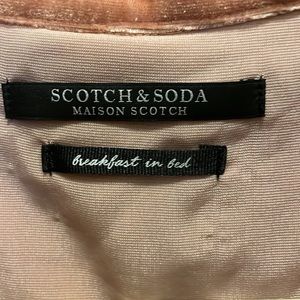 SCOTCH & SODA
MAISON SCOTCH
breakfast in bed